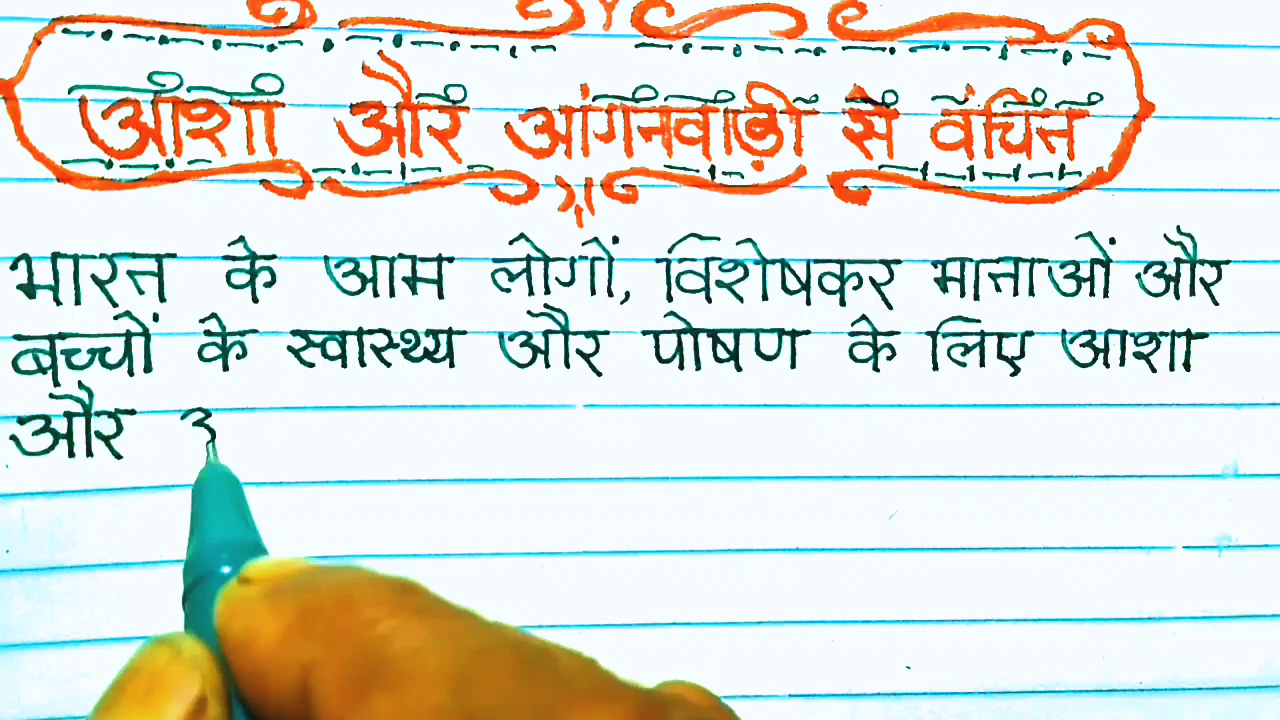 आशा और आंगनवाड़ी से वंचित
भारत के आम लोगों, विशेषकर माताओं और
बच्चों के स्वास्थ्य और पोषण के लिए आशा
और